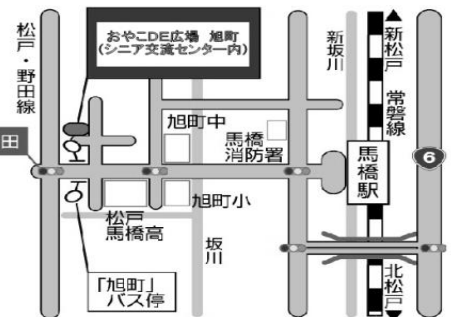 おやこDE広場 旭町
(シニア交流センター内)
松戸・野田線
新坂川
新松戸
常磐線
田
旭町中
馬橋
消防署
馬橋駅
6
旭町小
松戸
馬橋高
坂川
「旭町」
バス停
北松戸